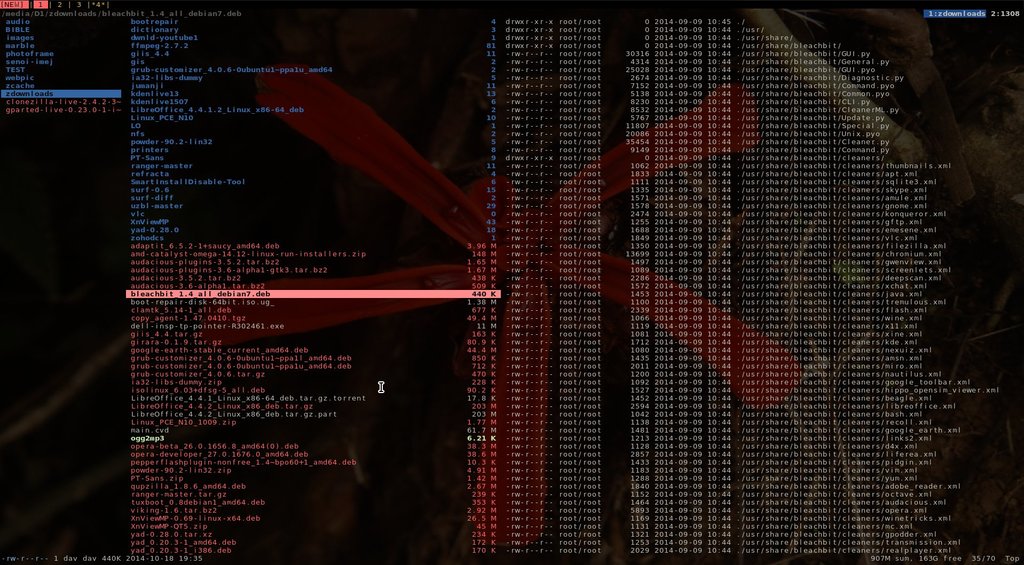 [NEW] | 1 | 2 | 3 |*4*|
/media/D1/zdownloads/bleachbit_1.4_all_debian7.deb 1:zdownloads 2:1308
audio
BIBLE
images
marble
photoframe
senoi-imej
TEST
webpic
zcache
zdownloads
clonezilla-live-2.4.2-3~
gparted-live-0.23.0-1-i~
bootrepair 4
dictionary 2
dwnld-youtube1 1
ffmpeg-2.7.2 81
giis_4.4 11
gis 2
grub-customizer_4.0.6-0ubuntu1~ppa1u_amd64 2
ia32-libs-dummy 5
jumanji 11
kdenlive13 13
kdenlive1507 6
LibreOffice_4.4.1.2_Linux_x86-64_deb 2
Linux_PCE_N10 10
LO 1
nfs 2
powder-90.2-lin32 5
printers 8
PT-Sans 9
ranger-master 11
refracta 4
SmartInstallDisable-Tool 6
surf-0.6 15
surf-diff 2
uzbl-master 29
vlc 0
XnViewMP 43
yad-0.28.0 18
zohodcs 1
adaptit_6.5.2-1+saucy_amd64.deb 3.96 M
amd-catalyst-omega-14.12-linux-run-installers.zip 148 M
audacious-plugins-3.5.2.tar.bz2 1.65 M
audacious-plugins-3.6-alpha1-gtk3.tar.bz2 1.67 M
audacious-3.5.2.tar.bz2 438 K
audacious-3.6-alpha1.tar.bz2 509 K
bleachbit_1.4_all_debian7.deb 440 K
boot-repair-disk-64bit.iso.ug_ 1.38 M
clamtk_5.14-1_all.deb 677 K
copy_agent-1.47.0410.tgz 49.4 M
dell-insp-tp-pointer-R302461.exe 11 M
giis_4.4.tar.gz 163 K
girara-0.1.9.tar.gz 80.9 K
google-earth-stable_current_amd64.deb 44.4 M
grub-customizer_4.0.6-0ubuntu1~ppa1l_amd64.deb 850 K
grub-customizer_4.0.6-0ubuntu1~ppa1u_amd64.deb 712 K
grub-customizer_4.0.6.tar.gz 470 K
ia32-libs-dummy.zip 228 K
isolinux_6.03+dfsg-5_all.deb 90.2 K
LibreOffice_4.4.1_Linux_x86-64_deb.tar.gz.torrent 17.8 K
LibreOffice_4.4.2_Linux_x86-64_deb.tar.gz 203 M
LibreOffice_4.4.2_Linux_x86_deb.tar.gz.part 203 M
Linux_PCE_N10_1009.zip 1.77 M
main.cvd 61.7 M
ogg2mp3 6.21 K
opera-beta_26.0.1656.8_amd64(0).deb 38.3 M
opera-developer_27.0.1676.0_amd64.deb 38.6 M
pepperflashplugin-nonfree_1.4~bpo60+1_amd64.deb 10.3 K
powder-90.2-lin32.zip 4.91 M
PT-Sans.zip 1.42 M
qupzilla_1.8.6_amd64.deb 2.67 M
ranger-master.tar.gz 239 K
tuxboot_0.8debian1_amd64.deb 353 K
viking-1.6.tar.bz2 2.92 M
XnViewMP-0.69-linux-x64.deb 26.5 M
XnViewMP-QT5.zip 45 M
yad-0.28.0.tar.xz 234 K
yad_0.20.3-1_amd64.deb 172 K
yad_0.20.3-1_i386.deb 170 K
drwxr-xr-x root/root 0 2014-09-09 10:45 ./
drwxr-xr-x root/root 0 2014-09-09 10:44 ./usr/
drwxr-xr-x root/root 0 2014-09-09 10:44 ./usr/share/
drwxr-xr-x root/root 0 2014-09-09 10:44 ./usr/share/bleachbit/
-rw-r--r-- root/root 30316 2014-09-09 10:44 ./usr/share/bleachbit/GUI.py
-rw-r--r-- root/root 4314 2014-09-09 10:44 ./usr/share/bleachbit/General.py
-rw-r--r-- root/root 25028 2014-09-09 10:44 ./usr/share/bleachbit/GUI.pyo
-rw-r--r-- root/root 2674 2014-09-09 10:44 ./usr/share/bleachbit/Diagnostic.py
-rw-r--r-- root/root 7152 2014-09-09 10:44 ./usr/share/bleachbit/Command.pyo
-rw-r--r-- root/root 5138 2014-09-09 10:44 ./usr/share/bleachbit/Common.pyo
-rw-r--r-- root/root 8230 2014-09-09 10:44 ./usr/share/bleachbit/CLI.py
-rw-r--r-- root/root 8532 2014-09-09 10:44 ./usr/share/bleachbit/CleanerML.py
-rw-r--r-- root/root 5767 2014-09-09 10:44 ./usr/share/bleachbit/Update.py
-rw-r--r-- root/root 11807 2014-09-09 10:44 ./usr/share/bleachbit/Special.py
-rw-r--r-- root/root 20086 2014-09-09 10:44 ./usr/share/bleachbit/Unix.pyo
-rw-r--r-- root/root 35454 2014-09-09 10:44 ./usr/share/bleachbit/Cleaner.py
-rw-r--r-- root/root 9149 2014-09-09 10:44 ./usr/share/bleachbit/Command.py
drwxr-xr-x root/root 0 2014-09-09 10:44 ./usr/share/bleachbit/cleaners/
-rw-r--r-- root/root 1062 2014-09-09 10:44 ./usr/share/bleachbit/cleaners/thumbnails.xml
-rw-r--r-- root/root 1833 2014-09-09 10:44 ./usr/share/bleachbit/cleaners/apt.xml
-rw-r--r-- root/root 1111 2014-09-09 10:44 ./usr/share/bleachbit/cleaners/sqlite3.xml
-rw-r--r-- root/root 1335 2014-09-09 10:44 ./usr/share/bleachbit/cleaners/skype.xml
-rw-r--r-- root/root 1571 2014-09-09 10:44 ./usr/share/bleachbit/cleaners/amule.xml
-rw-r--r-- root/root 1578 2014-09-09 10:44 ./usr/share/bleachbit/cleaners/gnome.xml
-rw-r--r-- root/root 2474 2014-09-09 10:44 ./usr/share/bleachbit/cleaners/konqueror.xml
-rw-r--r-- root/root 1255 2014-09-09 10:44 ./usr/share/bleachbit/cleaners/gftp.xml
-rw-r--r-- root/root 1688 2014-09-09 10:44 ./usr/share/bleachbit/cleaners/emesene.xml
-rw-r--r-- root/root 1849 2014-09-09 10:44 ./usr/share/bleachbit/cleaners/vlc.xml
-rw-r--r-- root/root 1350 2014-09-09 10:44 ./usr/share/bleachbit/cleaners/filezilla.xml
-rw-r--r-- root/root 13699 2014-09-09 10:44 ./usr/share/bleachbit/cleaners/chromium.xml
-rw-r--r-- root/root 1497 2014-09-09 10:44 ./usr/share/bleachbit/cleaners/gwenview.xml
-rw-r--r-- root/root 1089 2014-09-09 10:44 ./usr/share/bleachbit/cleaners/screenlets.xml
-rw-r--r-- root/root 2286 2014-09-09 10:44 ./usr/share/bleachbit/cleaners/deepscan.xml
-rw-r--r-- root/root 1572 2014-09-09 10:44 ./usr/share/bleachbit/cleaners/xchat.xml
-rw-r--r-- root/root 1453 2014-09-09 10:44 ./usr/share/bleachbit/cleaners/java.xml
-rw-r--r-- root/root 1100 2014-09-09 10:44 ./usr/share/bleachbit/cleaners/tremulous.xml
-rw-r--r-- root/root 2339 2014-09-09 10:44 ./usr/share/bleachbit/cleaners/flash.xml
-rw-r--r-- root/root 1066 2014-09-09 10:44 ./usr/share/bleachbit/cleaners/wine.xml
-rw-r--r-- root/root 1119 2014-09-09 10:44 ./usr/share/bleachbit/cleaners/x11.xml
-rw-r--r-- root/root 1081 2014-09-09 10:44 ./usr/share/bleachbit/cleaners/exaile.xml
-rw-r--r-- root/root 1712 2014-09-09 10:44 ./usr/share/bleachbit/cleaners/kde.xml
-rw-r--r-- root/root 1080 2014-09-09 10:44 ./usr/share/bleachbit/cleaners/nexuiz.xml
-rw-r--r-- root/root 1435 2014-09-09 10:44 ./usr/share/bleachbit/cleaners/amsn.xml
-rw-r--r-- root/root 2011 2014-09-09 10:44 ./usr/share/bleachbit/cleaners/miro.xml
-rw-r--r-- root/root 1200 2014-09-09 10:44 ./usr/share/bleachbit/cleaners/nautilus.xml
-rw-r--r-- root/root 1092 2014-09-09 10:44 ./usr/share/bleachbit/cleaners/google_toolbar.xml
-rw-r--r-- root/root 1527 2014-09-09 10:44 ./usr/share/bleachbit/cleaners/hippo_opensim_viewer.xml
-rw-r--r-- root/root 1452 2014-09-09 10:44 ./usr/share/bleachbit/cleaners/beagle.xml
-rw-r--r-- root/root 2594 2014-09-09 10:44 ./usr/share/bleachbit/cleaners/libreoffice.xml
-rw-r--r-- root/root 1042 2014-09-09 10:44 ./usr/share/bleachbit/cleaners/bash.xml
-rw-r--r-- root/root 1138 2014-09-09 10:44 ./usr/share/bleachbit/cleaners/recoll.xml
-rw-r--r-- root/root 1481 2014-09-09 10:44 ./usr/share/bleachbit/cleaners/google_earth.xml
-rw-r--r-- root/root 1213 2014-09-09 10:44 ./usr/share/bleachbit/cleaners/links2.xml
-rw-r--r-- root/root 1128 2014-09-09 10:44 ./usr/share/bleachbit/cleaners/d4x.xml
-rw-r--r-- root/root 2857 2014-09-09 10:44 ./usr/share/bleachbit/cleaners/liferea.xml
-rw-r--r-- root/root 1433 2014-09-09 10:44 ./usr/share/bleachbit/cleaners/pidgin.xml
-rw-r--r-- root/root 1183 2014-09-09 10:44 ./usr/share/bleachbit/cleaners/vim.xml
-rw-r--r-- root/root 1288 2014-09-09 10:44 ./usr/share/bleachbit/cleaners/yum.xml
-rw-r--r-- root/root 1840 2014-09-09 10:44 ./usr/share/bleachbit/cleaners/adobe_reader.xml
-rw-r--r-- root/root 1152 2014-09-09 10:44 ./usr/share/bleachbit/cleaners/octave.xml
-rw-r--r-- root/root 1464 2014-09-09 10:44 ./usr/share/bleachbit/cleaners/audacious.xml
-rw-r--r-- root/root 5893 2014-09-09 10:44 ./usr/share/bleachbit/cleaners/opera.xml
-rw-r--r-- root/root 1169 2014-09-09 10:44 ./usr/share/bleachbit/cleaners/winetricks.xml
-rw-r--r-- root/root 1131 2014-09-09 10:44 ./usr/share/bleachbit/cleaners/mc.xml
-rw-r--r-- root/root 1321 2014-09-09 10:44 ./usr/share/bleachbit/cleaners/gpodder.xml
-rw-r--r-- root/root 1253 2014-09-09 10:44 ./usr/share/bleachbit/cleaners/transmission.xml
-rw-r--r-- root/root 2029 2014-09-09 10:44 ./usr/share/bleachbit/cleaners/realplayer.xml
-rw-r--r-- 1 dav dav 440K 2014-10-18 19:35 907M sum, 163G free 35/70 Top